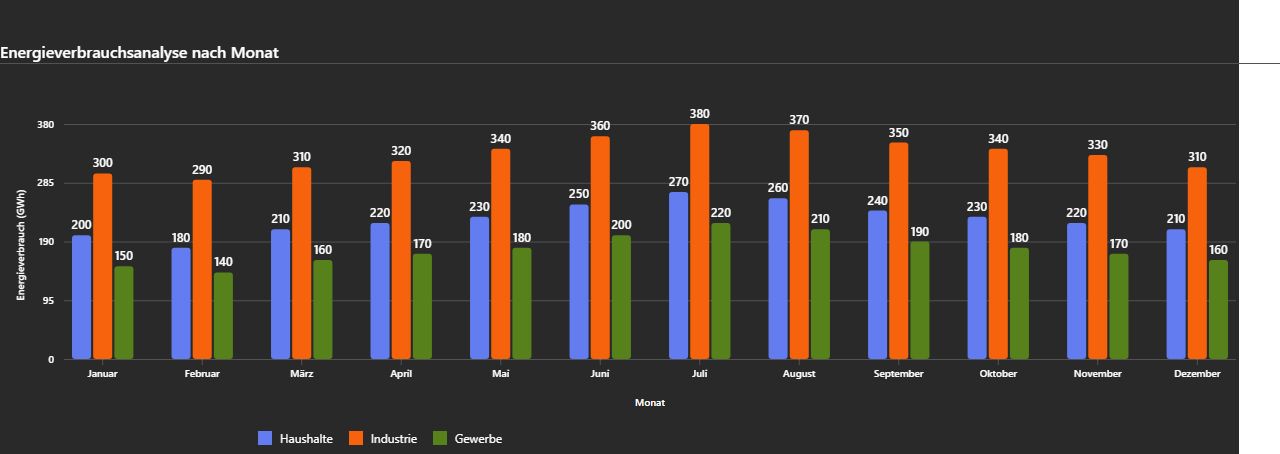 Energieverbrauchsanalyse nach Monat
Energieverbrauch (GWh)
380
285
190
95
0
200 300 150
180 290 140
210 310 160
220 320 170
230 340 180
250 360 200
270 380 220
260 370 210
240 350 190
230 340 180
220 330 170
210 310 160
Januar Februar März April Mai Juni Juli August September Oktober November Dezember
Monat
Haushalte Industrie Gewerbe